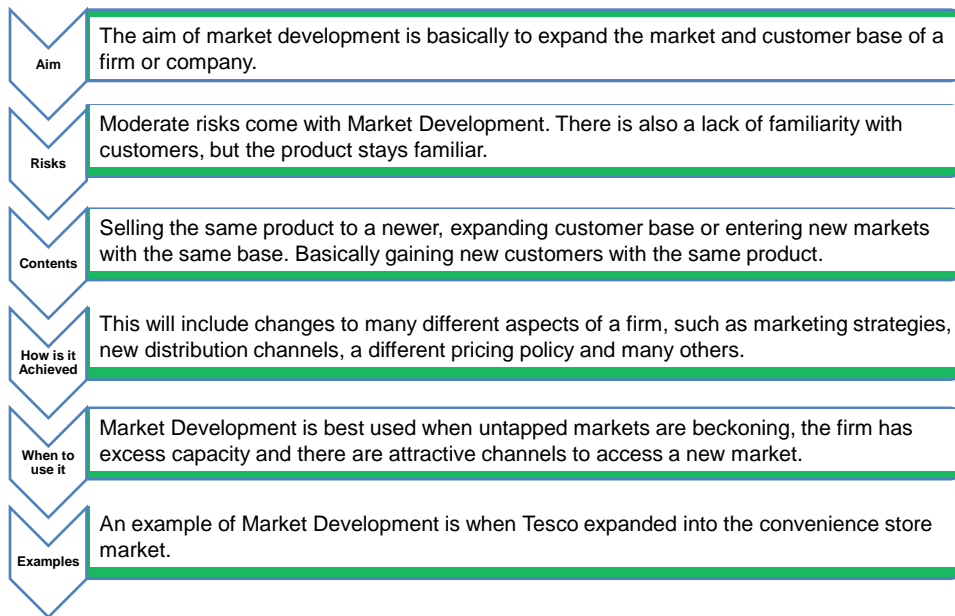 Aim
The aim of market development is basically to expand the market and customer base of a
firm or company.
Risks
Moderate risks come with Market Development. There is also a lack of familiarity with
customers, but the product stays familiar.
Contents
Selling the same product to a newer, expanding customer base or entering new markets
with the same base. Basically gaining new customers with the same product.
How is it
Achieved
This will include changes to many different aspects of a firm, such as marketing strategies,
new distribution channels, a different pricing policy and many others.
When to
use it
Market Development is best used when untapped markets are beckoning, the firm has
excess capacity and there are attractive channels to access a new market.
Examples
An example of Market Development is when Tesco expanded into the convenience store
market.